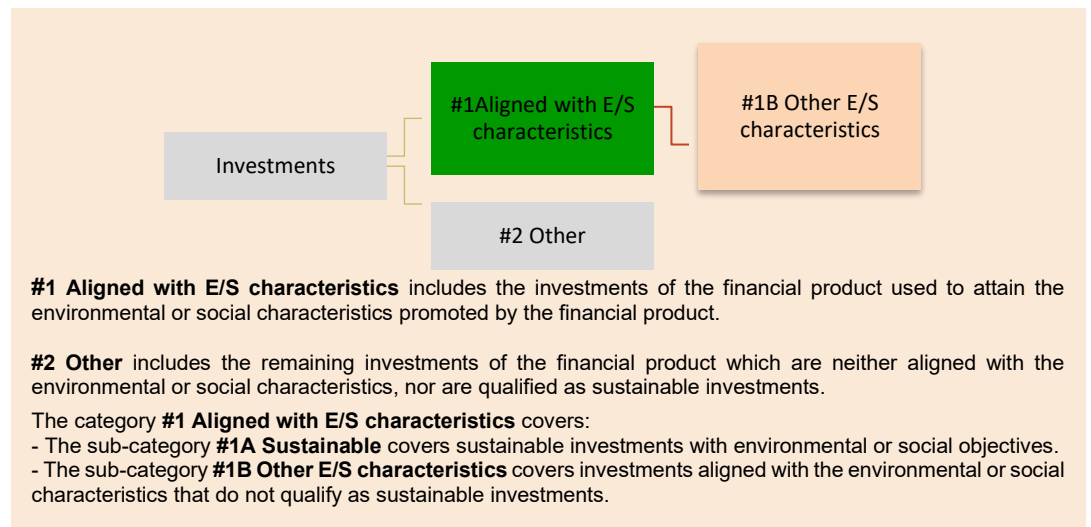 #1Aligned with E/S
characteristics
#1B Other E/S
characteristics
Investments
#2 Other
#1 Aligned with E/S characteristics includes the investments of the financial product used to attain the
environmental or social characteristics promoted by the financial product.
#2 Other includes the remaining investments of the financial product which are neither aligned with the
environmental or social characteristics, nor are qualified as sustainable investments.
The category #1 Aligned with E/S characteristics covers:
- The sub-category #1A Sustainable covers sustainable investments with environmental or social objectives.
- The sub-category #1B Other E/S characteristics covers investments aligned with the environmental or social
characteristics that do not qualify as sustainable investments.